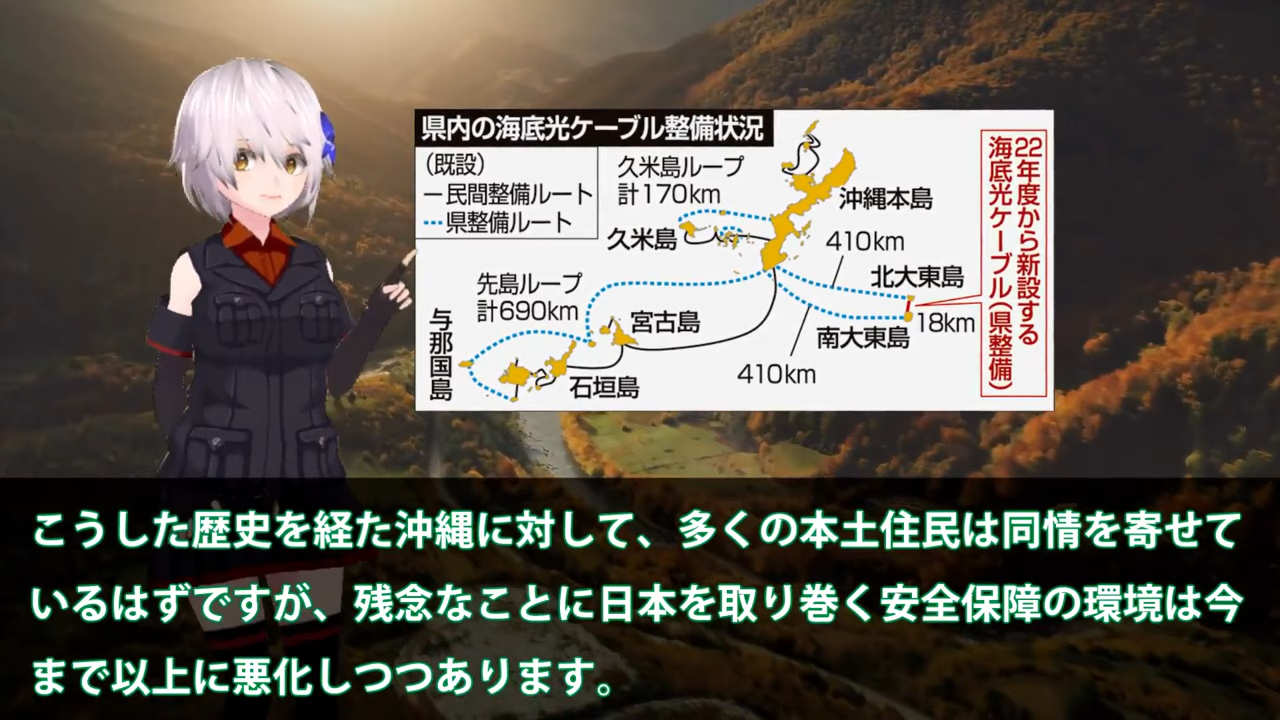 県内の海底光ケーブル整備状況
（既設）
― 民間整備ルート
┅ 県整備ルート
久米島ループ
計170km
久米島
沖縄本島
410km
北大東島
18km
南大東島
410km
先島ループ
計690km
宮古島
石垣島
与那国島
22年度から新設する
海底光ケーブル（県整備）
こうした歴史を経た沖縄に対して、多くの本土住民は同情を寄せて
いるはずですが、残念なことに日本を取り巻く安全保障の環境は今
まで以上に悪化しつつあります。